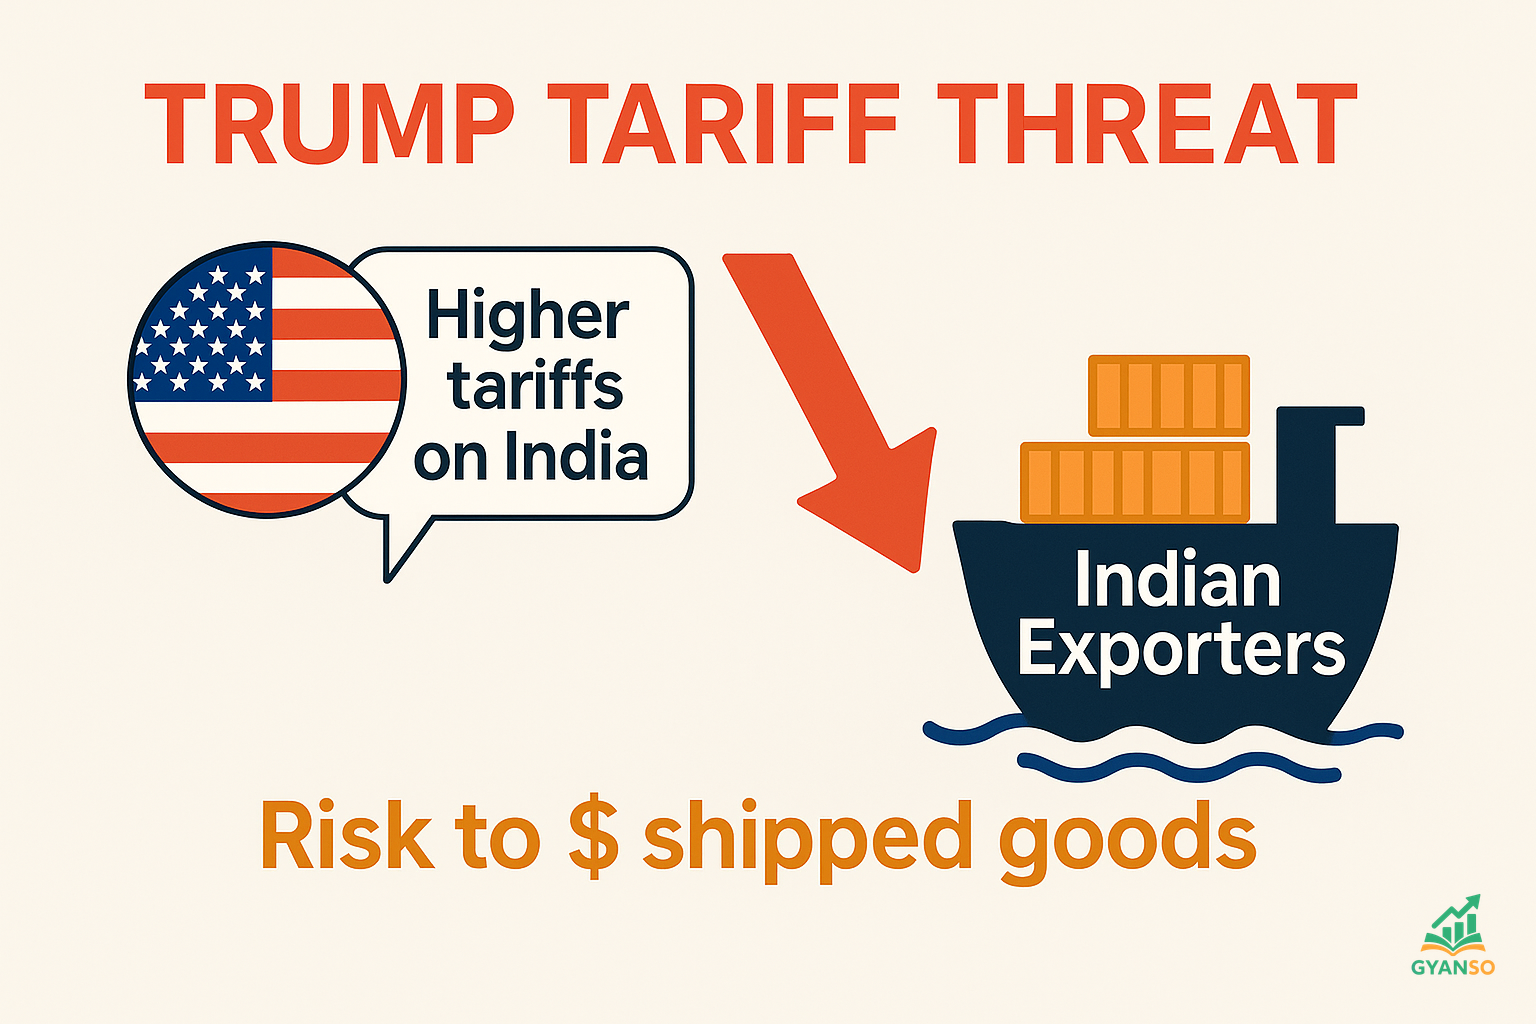 TRUMP TARIFF THREAT
Higher
tariffs
on India
Indian
Exporters
Risk to $ shipped goods
GYANSO